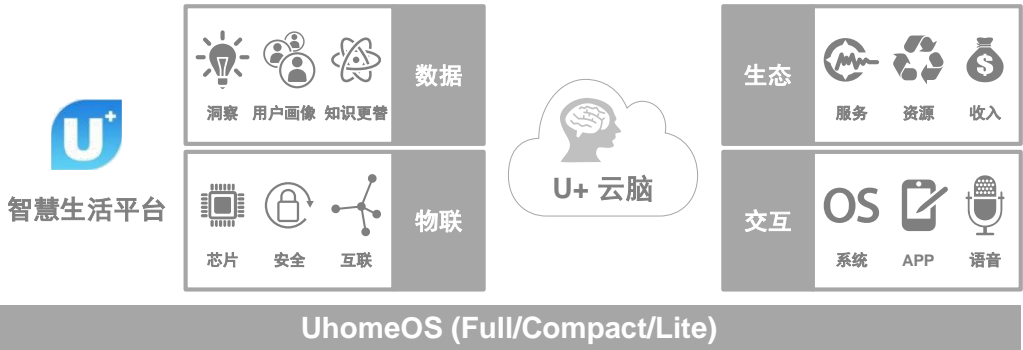 数据
洞察 用户画像 知识更替
生态
服务 资源 收入
U+
智慧生活平台
U+ 云脑
物联
芯片 安全 互联
交互
OS
系统 APP 语音
UhomeOS (Full/Compact/Lite)